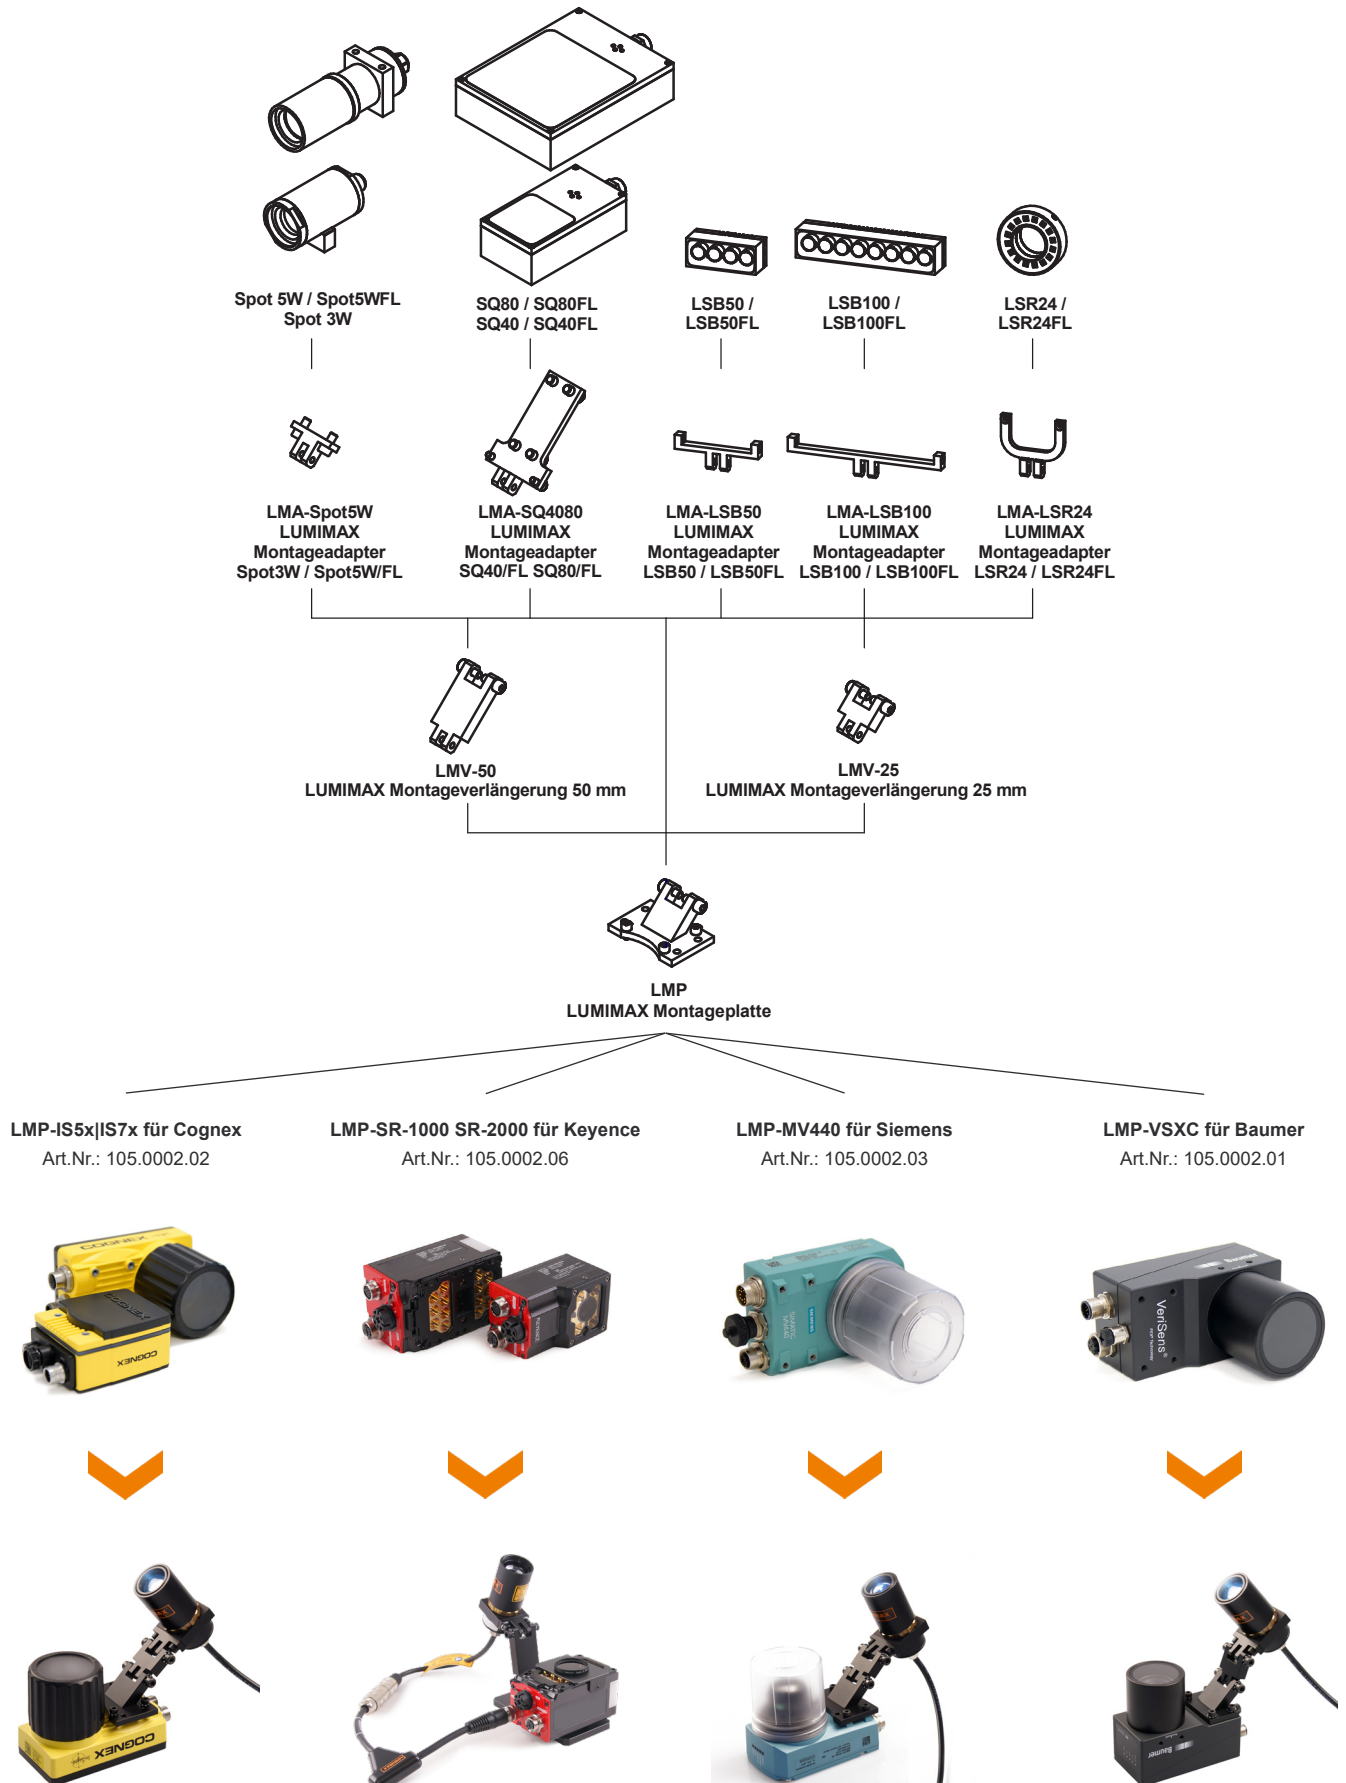 Spot 5W / Spot5WFL
Spot 3W
SQ80 / SQ80FL
SQ40 / SQ40FL
LSB50 /
LSB50FL
LSB100 /
LSB100FL
LSR24 /
LSR24FL
LMA-Spot5W
LUMIMAX
Montageadapter
Spot3W / Spot5W/FL
LMA-SQ4080
LUMIMAX
Montageadapter
SQ40/FL SQ80/FL
LMA-LSB50
LUMIMAX
Montageadapter
LSB50 / LSB50FL
LMA-LSB100
LUMIMAX
Montageadapter
LSB100 / LSB100FL
LMA-LSR24
LUMIMAX
Montageadapter
LSR24 / LSR24FL
LMV-50
LUMIMAX Montageverlängerung 50 mm
LMV-25
LUMIMAX Montageverlängerung 25 mm
LMP
LUMIMAX Montageplatte
LMP-IS5x|IS7x für Cognex
Art.Nr.: 105.0002.02
LMP-SR-1000 SR-2000 für Keyence
Art.Nr.: 105.0002.06
LMP-MV440 für Siemens
Art.Nr.: 105.0002.03
LMP-VSXC für Baumer
Art.Nr.: 105.0002.01
COGNEX
COGNEX
COGNEX
KEYENCE
SIEMENS
SIMATIC
MV440
Baumer
VeriSens®
COGNEX
Baumer